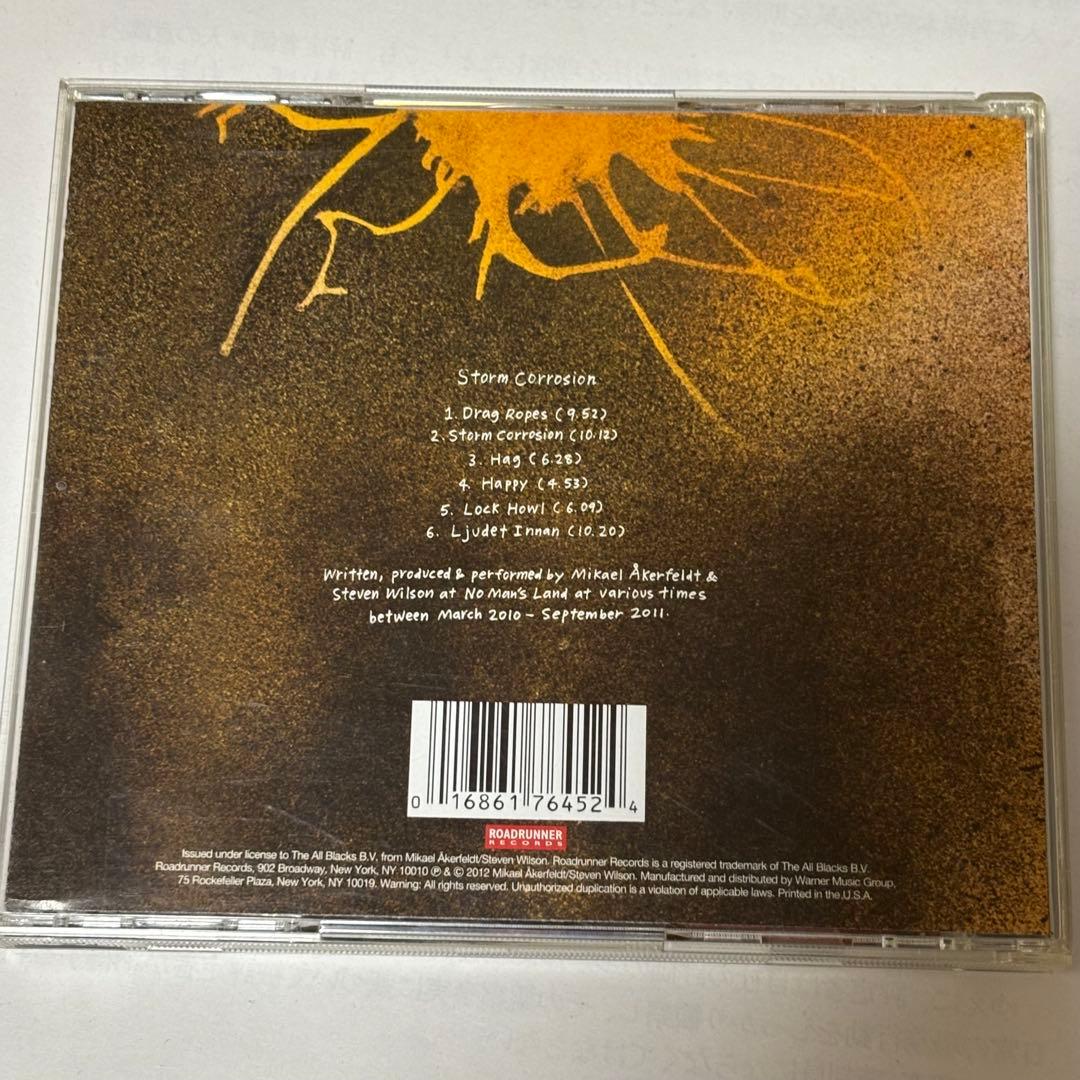 Storm Corrosion
1. Drag Ropes (9.52)
2. Storm Corrosion (10.12)
3. Hag (6.28)
4. Happy (4.53)
5. Lock Howl (6.09)
6. Ljudet Innan (10.20)
Written, produced & performed by Mikael Åkerfeldt &
Steven Wilson at No Man's Land at various times
between March 2010 - September 2011.
0 16861 76452 4
ROADRUNNER
RECORDS
Issued under license to The All Blacks B.V. from Mikael Åkerfeldt/Steven Wilson. Roadrunner Records is a registered trademark of The All Blacks B.V.
Roadrunner Records, 902 Broadway, New York, NY 10010 ℗ & © 2012 Mikael Åkerfeldt/Steven Wilson. Manufactured and distributed by Warner Music Group,
75 Rockefeller Plaza, New York, NY 10019. Warning: All rights reserved. Unauthorized duplication is a violation of applicable laws. Printed in the U.S.A.